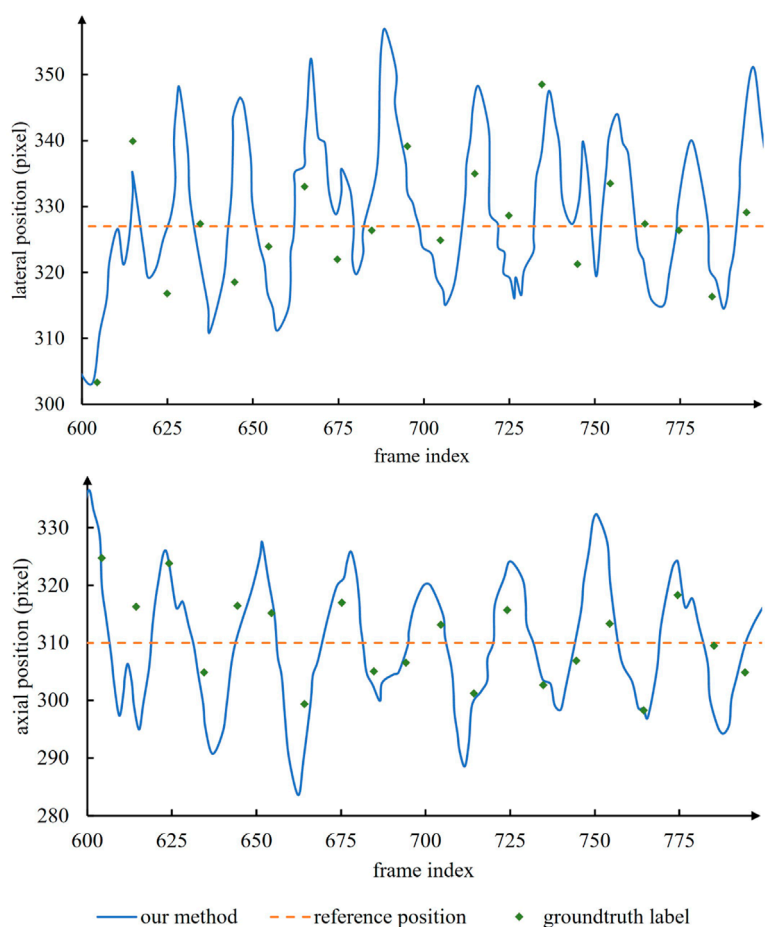 lateral position (pixel)
350
340
330
320
310
300
600 625 650 675 700 725 750 775
frame index
axial position (pixel)
330
320
310
300
290
280
600 625 650 675 700 725 750 775
frame index
our method reference position groundtruth label